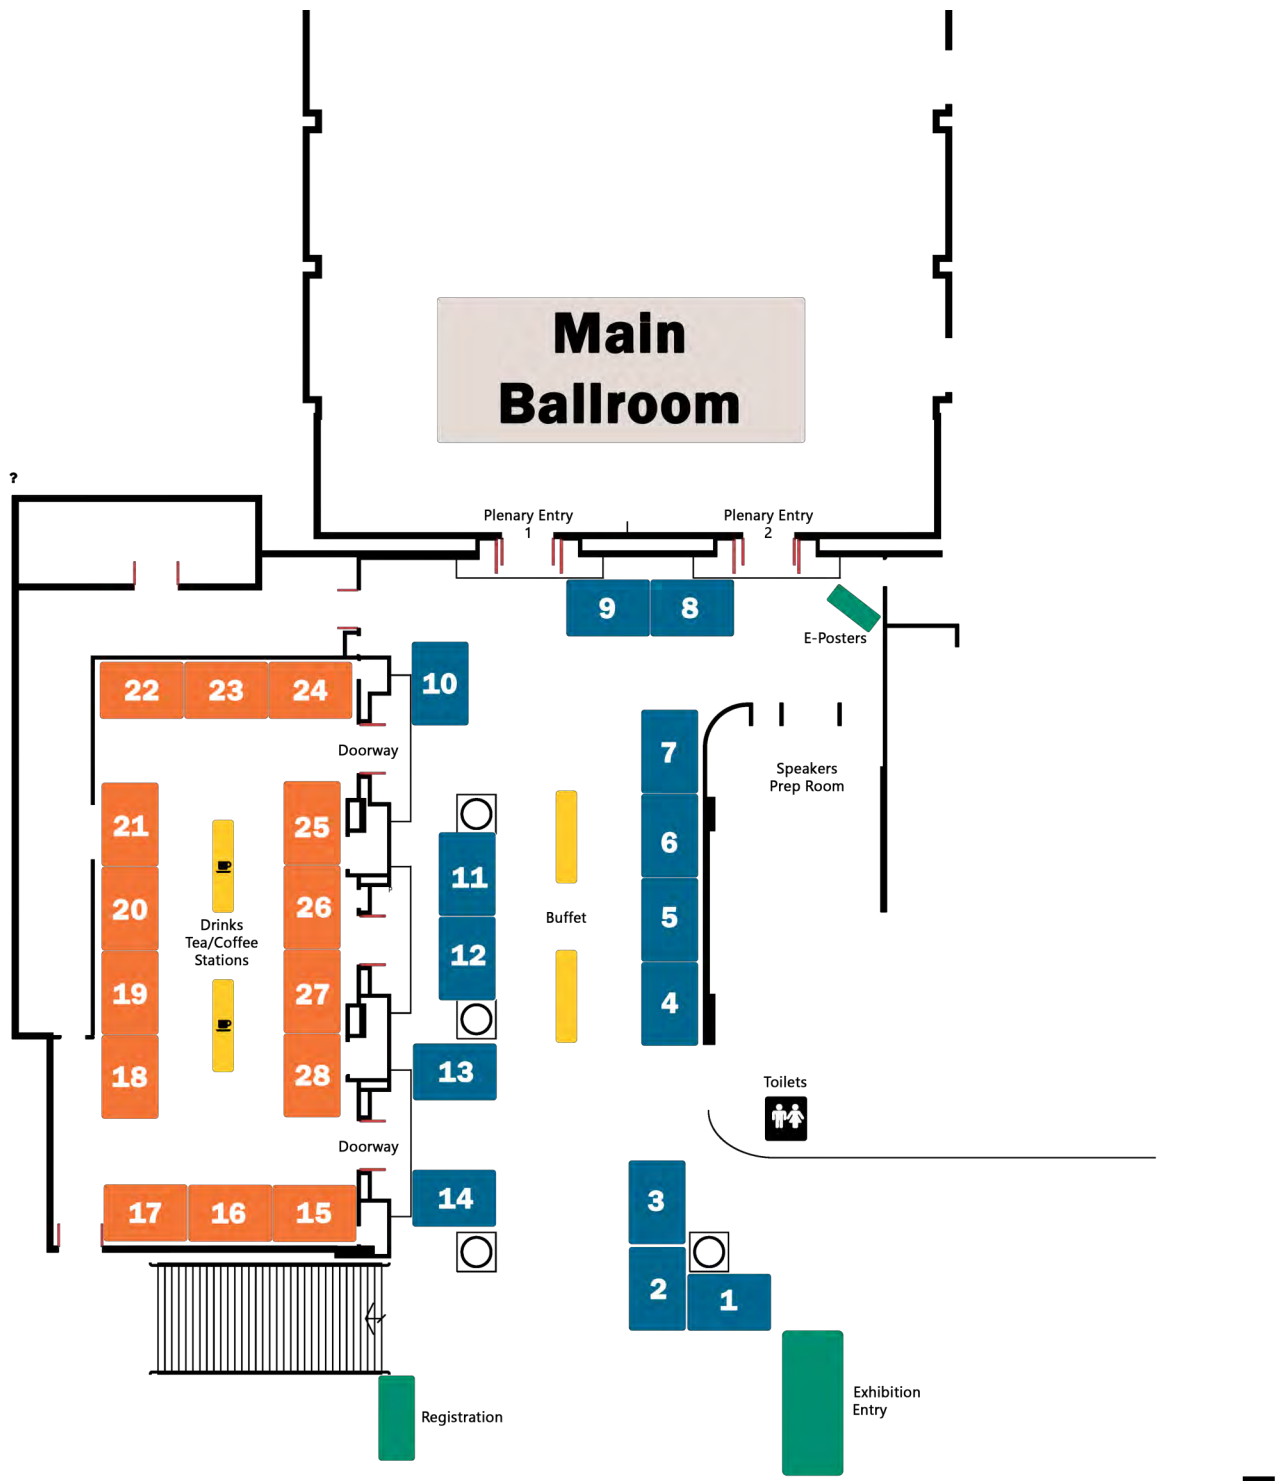 Main
Ballroom
?
Plenary Entry
1
Plenary Entry
2
9
8
E-Posters
10
22
23
24
Doorway
7
Speakers
Prep Room
21
25
6
11
20
26
Buffet
5
Drinks
Tea/Coffee
Stations
12
19
27
4
18
28
13
Toilets
Doorway
14
3
17
16
15
2
1
Exhibition
Entry
Registration